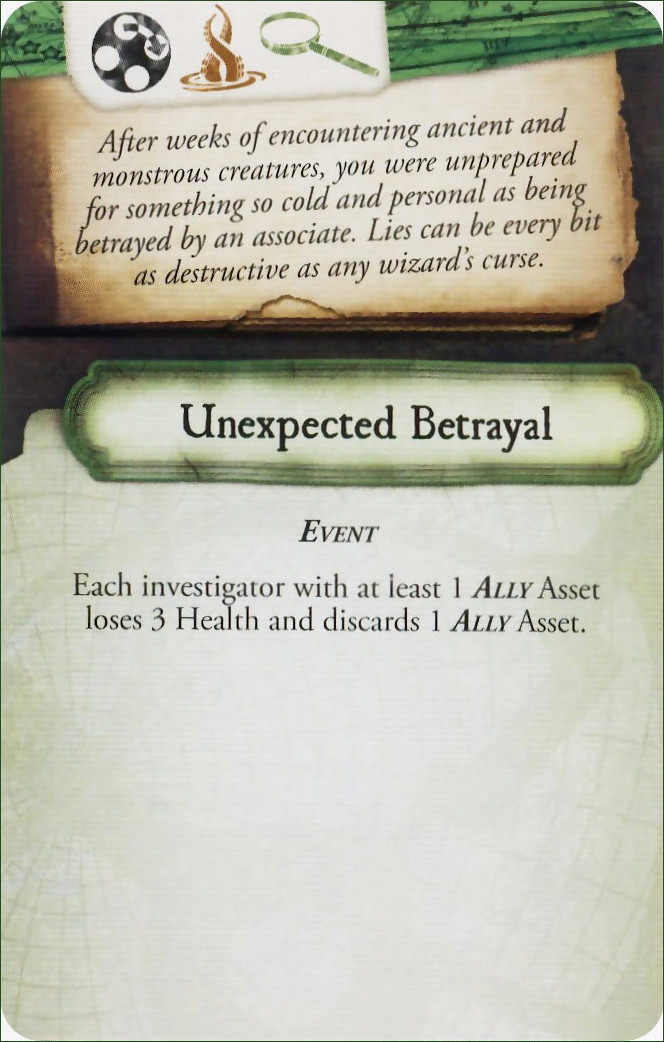 After weeks of encountering ancient and
monstrous creatures, you were unprepared
for something so cold and personal as being
betrayed by an associate. Lies can be every bit
as destructive as any wizard's curse.
Unexpected Betrayal
Event
Each investigator with at least 1 Ally Asset
loses 3 Health and discards 1 Ally Asset.